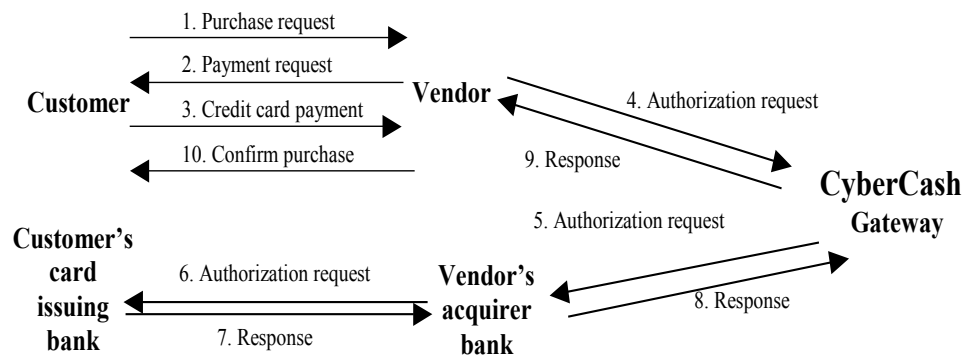 1. Purchase request
2. Payment request
Customer
Vendor
3. Credit card payment
4. Authorization request
10. Confirm purchase
9. Response
CyberCash
Gateway
5. Authorization request
Customer's
card
issuing
bank
6. Authorization request
7. Response
Vendor's
acquirer
bank
8. Response